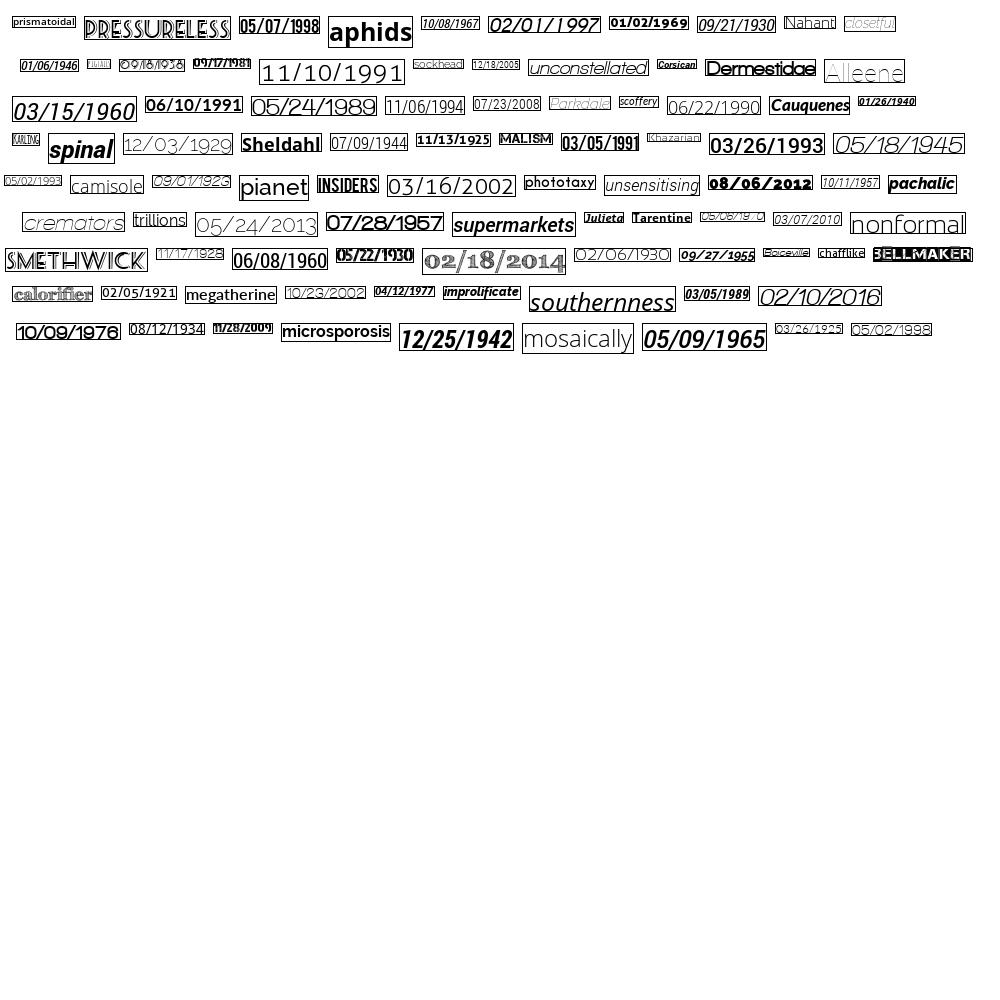 prismatoidal PRESSURELESS 05/07/1998 aphids 10/08/1967 02/01/1997 01/02/1969 09/21/1930 Nahant closetful
01/06/1946 09/18/1938 09/17/1981 11/10/1991 sockhead 12/18/2005 unconstellated Corsican Dermestidae Alleene
03/15/1960 06/10/1991 05/24/1989 11/06/1994 07/23/2008 Parkdale scoffery 06/22/1990 Cauquenes 01/26/1940
KARLING spinal 12/03/1929 Sheldahl 07/09/1944 11/13/1925 MALISM 03/05/1991 Khazarian 03/26/1993 05/18/1945
05/02/1993 camisole 09/01/1923 pianet INSIDERS 03/16/2002 phototaxy unsensitising 08/06/2012 10/11/1957 pachalic
cremators trillions 05/24/2013 07/28/1957 supermarkets Julieta Tarentine 05/06/1970 03/07/2010 nonformal
SMETHWICK 11/17/1928 06/08/1960 05/22/1930 02/18/2014 02/06/1930 09/27/1955 Boiceville chafflike BELLMAKER
calorifier 02/05/1921 megatherine 10/23/2002 04/12/1977 improlificate southernness 03/05/1989 02/10/2016
10/09/1976 08/12/1934 11/28/2009 microsporosis 12/25/1942 mosaically 05/09/1965 03/26/1925 05/02/1998